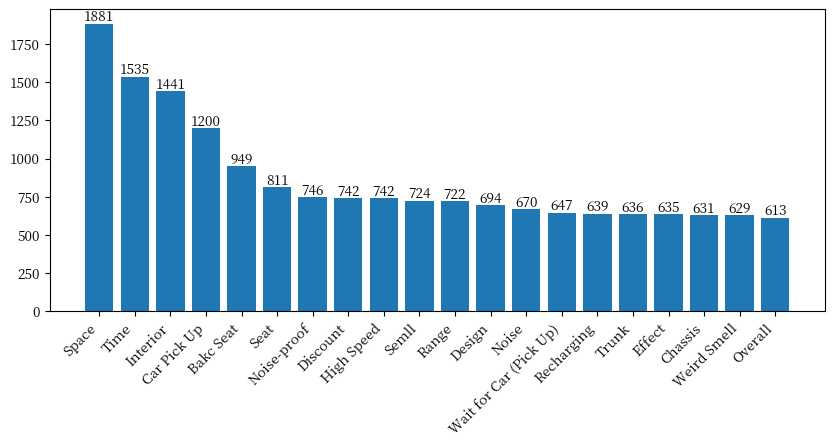 1881
1535
1441
1200
949
811
746
742
742
724
722
694
670
647
639
636
635
631
629
613
1750
1500
1250
1000
750
500
250
0
Space
Time
Interior
Car Pick Up
Bakc Seat
Seat
Noise-proof
Discount
High Speed
Semll
Range
Design
Noise
Wait for Car (Pick Up)
Recharging
Trunk
Effect
Chassis
Weird Smell
Overall